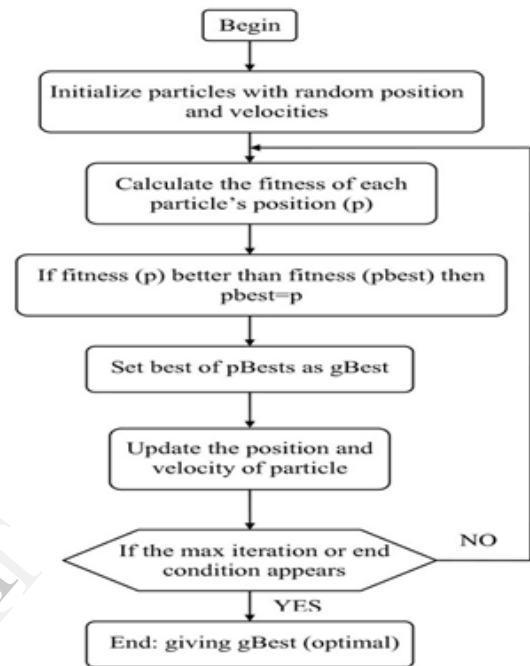 Begin
Initialize particles with random position
and velocities
Calculate the fitness of each
particle's position (p)
If fitness (p) better than fitness (pbest) then
pbest=p
Set best of pBests as gBest
Update the position and
velocity of particle
If the max iteration or end
condition appears
NO
YES
End: giving gBest (optimal)